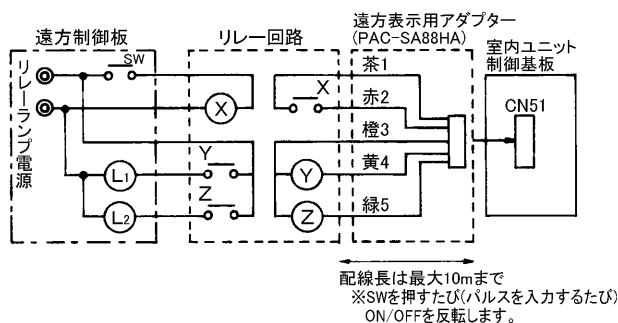 遠方制御板
リレー回路
遠方表示用アダプター
(PAC-SA88HA)
室内ユニット
制御基板
リレーランプ電源
SW
X
X
茶1
赤2
橙3
黄4
緑5
CN51
L1
L2
Y
Z
Y
Z
配線長は最大10mまで
※SWを押すたび(パルスを入力するたび)
ON/OFFを反転します。